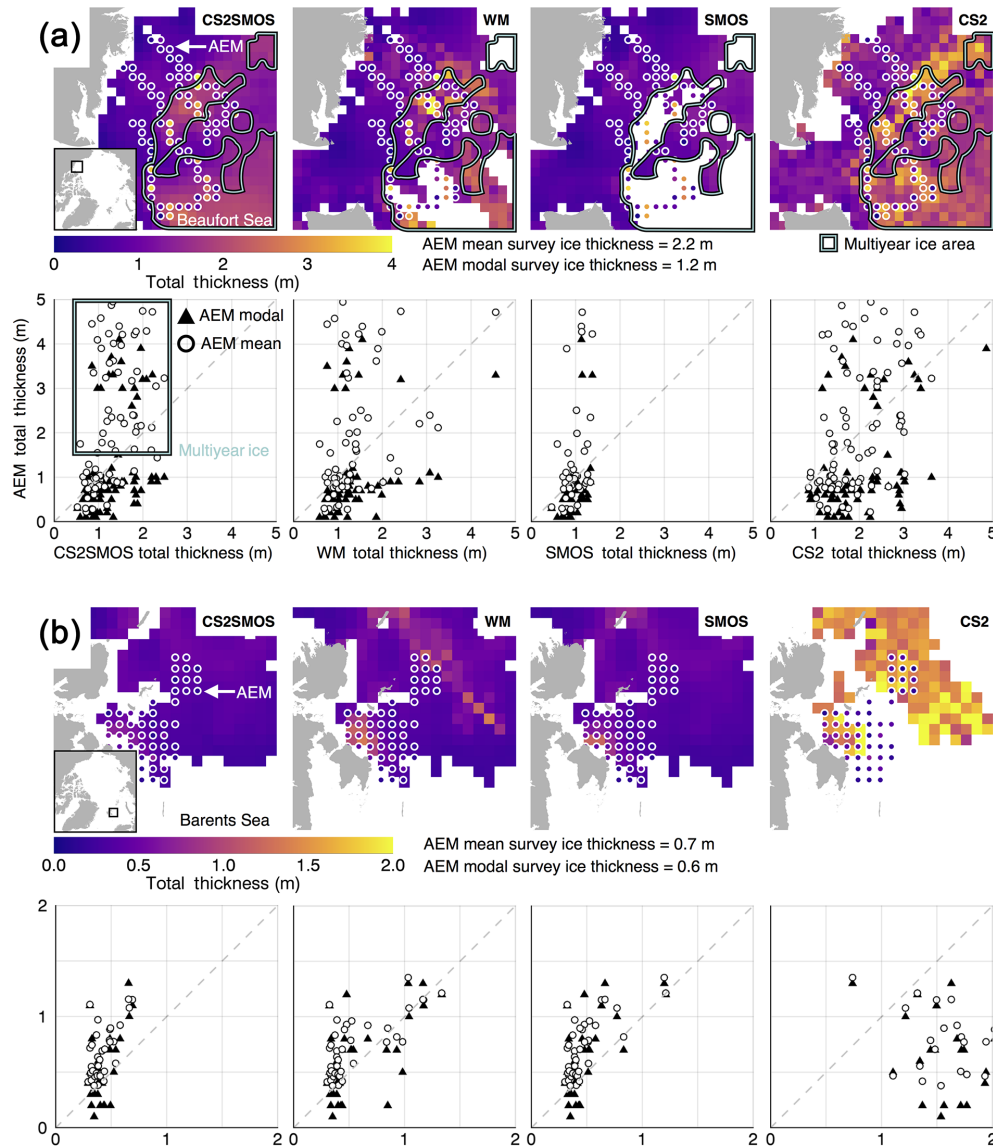 (a)
CS2SMOS
WM
SMOS
CS2
AEM
Beaufort Sea
0 1 2 3 4
Total thickness (m)
AEM mean survey ice thickness = 2.2 m
AEM modal survey ice thickness = 1.2 m
Multiyear ice area
AEM total thickness (m)
5
4
3
2
1
0
AEM modal
AEM mean
Multiyear ice
0 1 2 3 4 5
1 2 3 4 5
0 1 2 3 4 5
0 1 2 3 4 5
CS2SMOS total thickness (m)
WM total thickness (m)
SMOS total thickness (m)
CS2 total thickness (m)
(b)
CS2SMOS
WM
SMOS
CS2
AEM
Barents Sea
0.0 0.5 1.0 1.5 2.0
Total thickness (m)
AEM mean survey ice thickness = 0.7 m
AEM modal survey ice thickness = 0.6 m
2
1
0
0 1 2
0 1 2
0 1 2
0 1 2